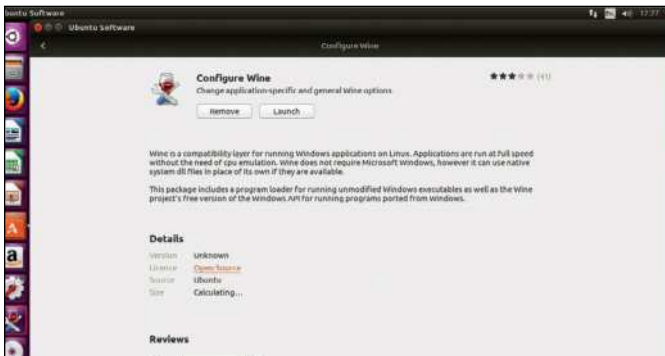 Ubuntu Software
17:27
Ubuntu Software
Configure Wine
Configure Wine
(41)
Change application-specific and general Wine options
Remove
Launch
Wine is a compatibility layer for running Windows applications on Linux. Applications are run at full speed
without the need of cpu emulation. Wine does not require Microsoft Windows, however it can use native
system dll files in place of its own if they are available.
This package includes a program loader for running unmodified Windows executables as well as the Wine
project's free version of the Windows API for running programs ported from Windows.
Details
Version Unknown
Licence Open Source
Source Ubuntu
Size Calculating...
Reviews